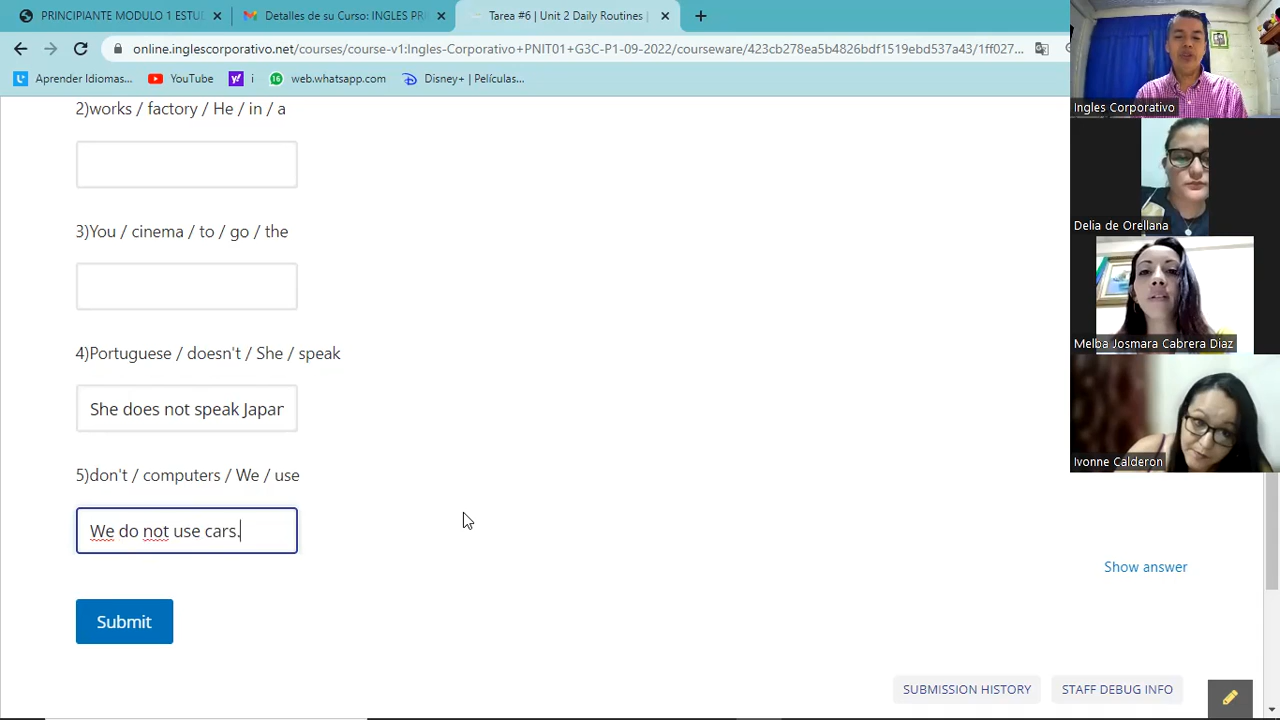 PRINCIPIANTE MODULO 1 ESTU
Detalles de su Curso: INGLES PR
Tarea #6 | Unit 2 Daily Routines |
online.inglescorporativo.net/courses/course-v1:Ingles-Corporativo+PNIT01+G3C-P1-09-2022/courseware/423cb278ea5b4826bdf1519ebd537a43/1ff027...
Aprender Idiomas...
YouTube
i
web.whatsapp.com
Disney+ | Películas...
2)works / factory / He / in / a
3)You / cinema / to / go / the
4)Portuguese / doesn't / She / speak
She does not speak Japan
5)don't / computers / We / use
We do not use cars.
Show answer
Submit
SUBMISSION HISTORY
STAFF DEBUG INFO
Ingles Corporativo
Delia de Orellana
Melba Josmara Cabrera Diaz
Ivonne Calderon